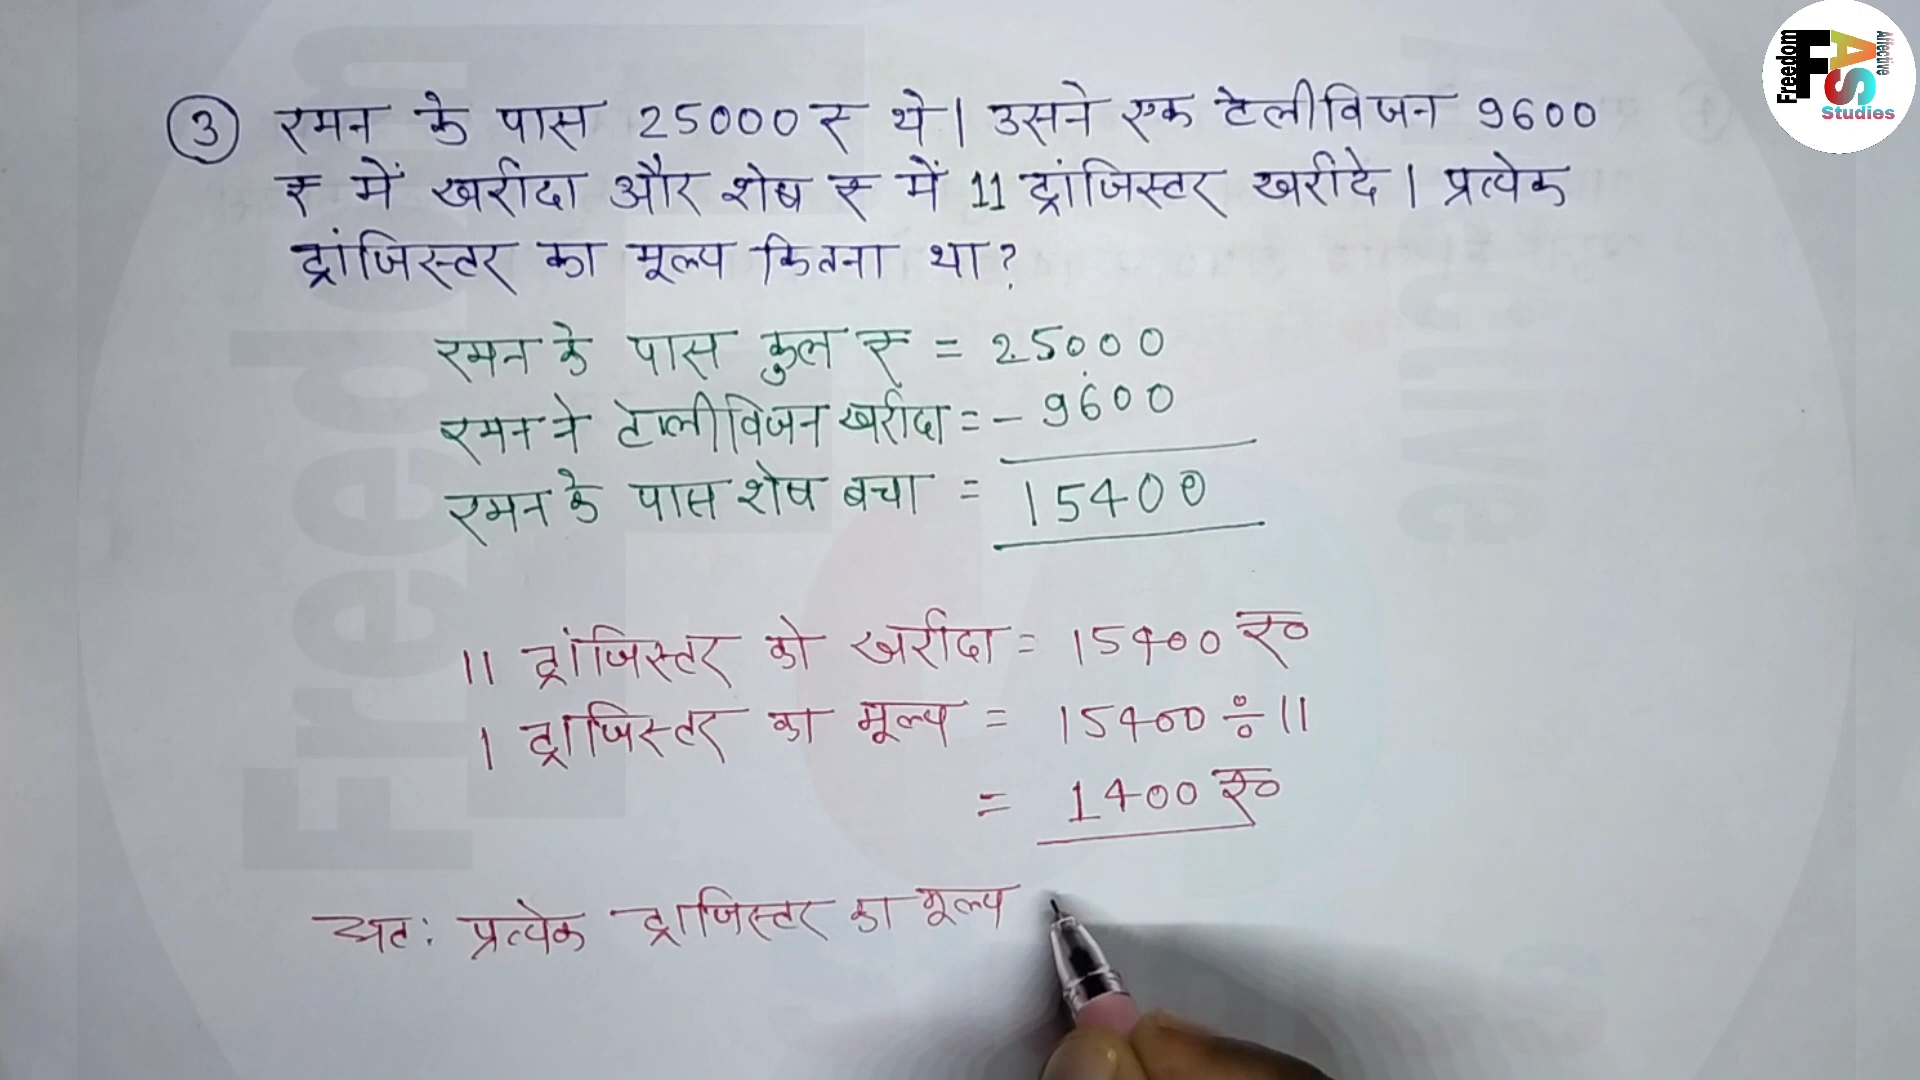 Freedom
FAS
Affective
Studies
③ रमन के पास 25000 रु थे। उसने एक टेलीविजन 9600
रु में खरीदा और शेष रु में 11 ट्रांजिस्टर खरीदे। प्रत्येक
ट्रांजिस्टर का मूल्य कितना था?
रमन के पास कुल रु = 25000
रमन ने टेलीविजन खरीदा = - 9600
रमन के पास शेष बचा = 15400
11 ट्रांजिस्टर को खरीदा = 15400 रु०
1 ट्राजिस्टर का मूल्य = 15400 ÷ 11
= 1400 रु०
अत: प्रत्येक ट्राजिस्टर का मूल्य